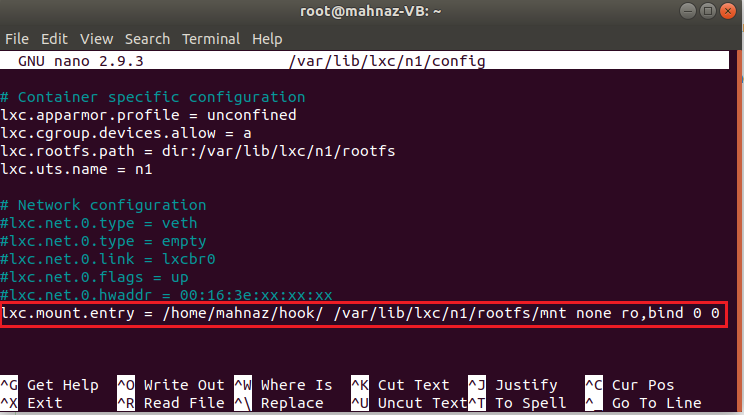 root@mahnaz-VB: ~
File Edit View Search Terminal Help
GNU nano 2.9.3 /var/lib/lxc/n1/config
# Container specific configuration
lxc.apparmor.profile = unconfined
lxc.cgroup.devices.allow = a
lxc.rootfs.path = dir:/var/lib/lxc/n1/rootfs
lxc.uts.name = n1
# Network configuration
#lxc.net.0.type = veth
#lxc.net.0.type = empty
#lxc.net.0.link = lxcbr0
#lxc.net.0.flags = up
#lxc.net.0.hwaddr = 00:16:3e:xx:xx:xx
lxc.mount.entry = /home/mahnaz/hook/ /var/lib/lxc/n1/rootfs/mnt none ro,bind 0 0
^G Get Help ^O Write Out ^W Where Is ^K Cut Text ^J Justify ^C Cur Pos
^X Exit ^R Read File ^\ Replace ^U Uncut Text ^T To Spell ^_ Go To Line